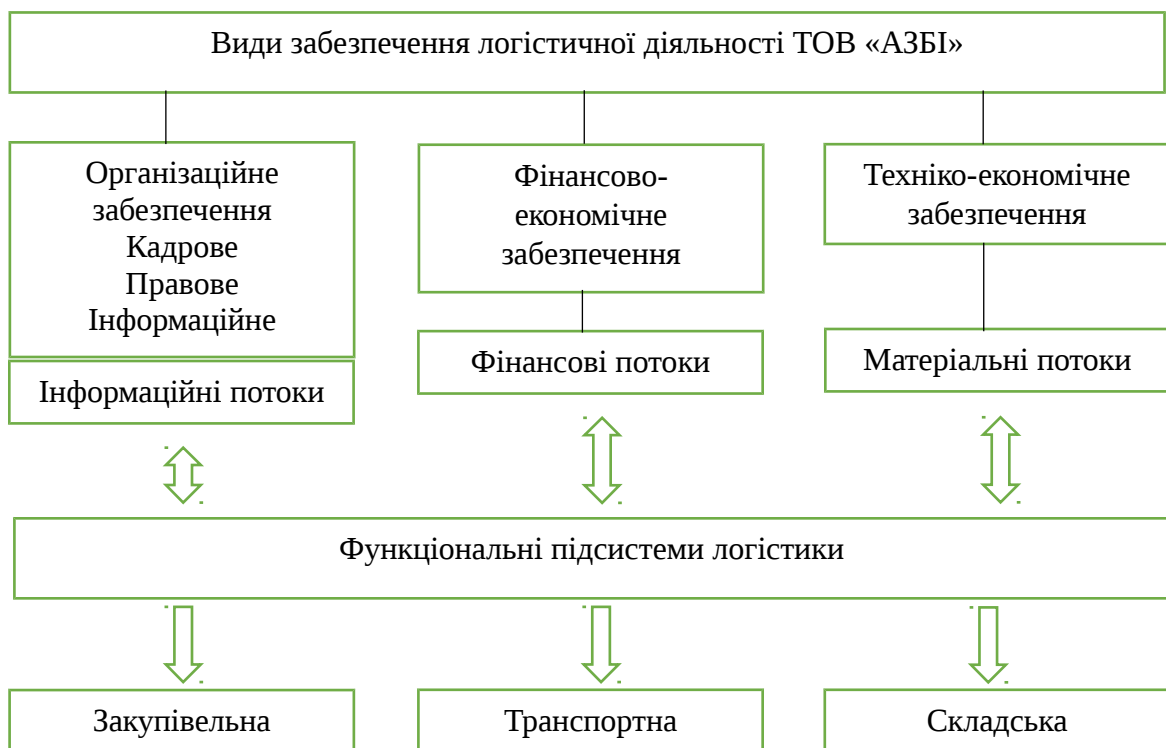 Види забезпечення логістичної діяльності ТОВ «АЗБІ»
Організаційне
забезпечення
Кадрове
Правове
Інформаційне
Фінансово-
економічне
забезпечення
Техніко-економічне
забезпечення
Інформаційні потоки
Фінансові потоки
Матеріальні потоки
Функціональні підсистеми логістики
Закупівельна
Транспортна
Складська